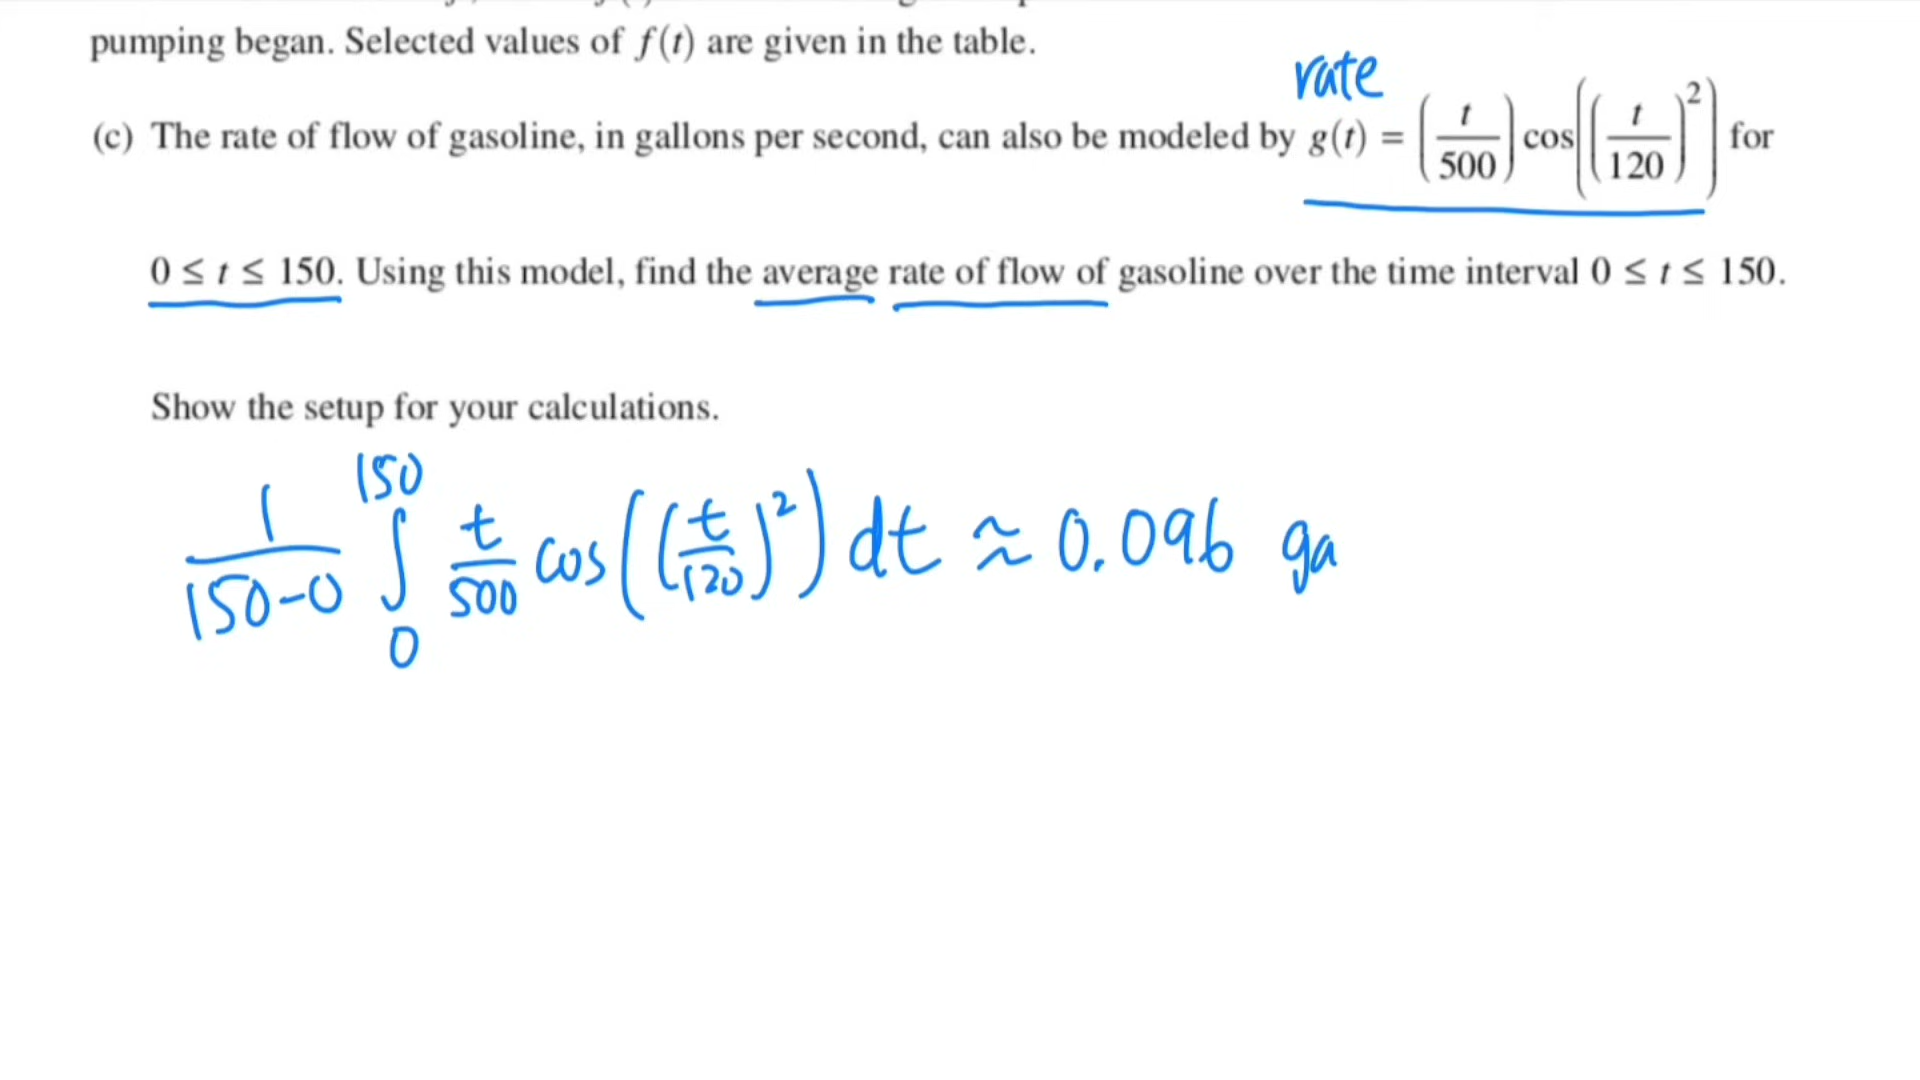 pumping began. Selected values of f(t) are given in the table.
rate
(c) The rate of flow of gasoline, in gallons per second, can also be modeled by g(t) = (t/500) cos((t/120)²) for
0 ≤ t ≤ 150. Using this model, find the average rate of flow of gasoline over the time interval 0 ≤ t ≤ 150.
Show the setup for your calculations.
1/(150-0) ∫₀¹⁵⁰ t/500 cos((t/120)²) dt ≈ 0.096 ga